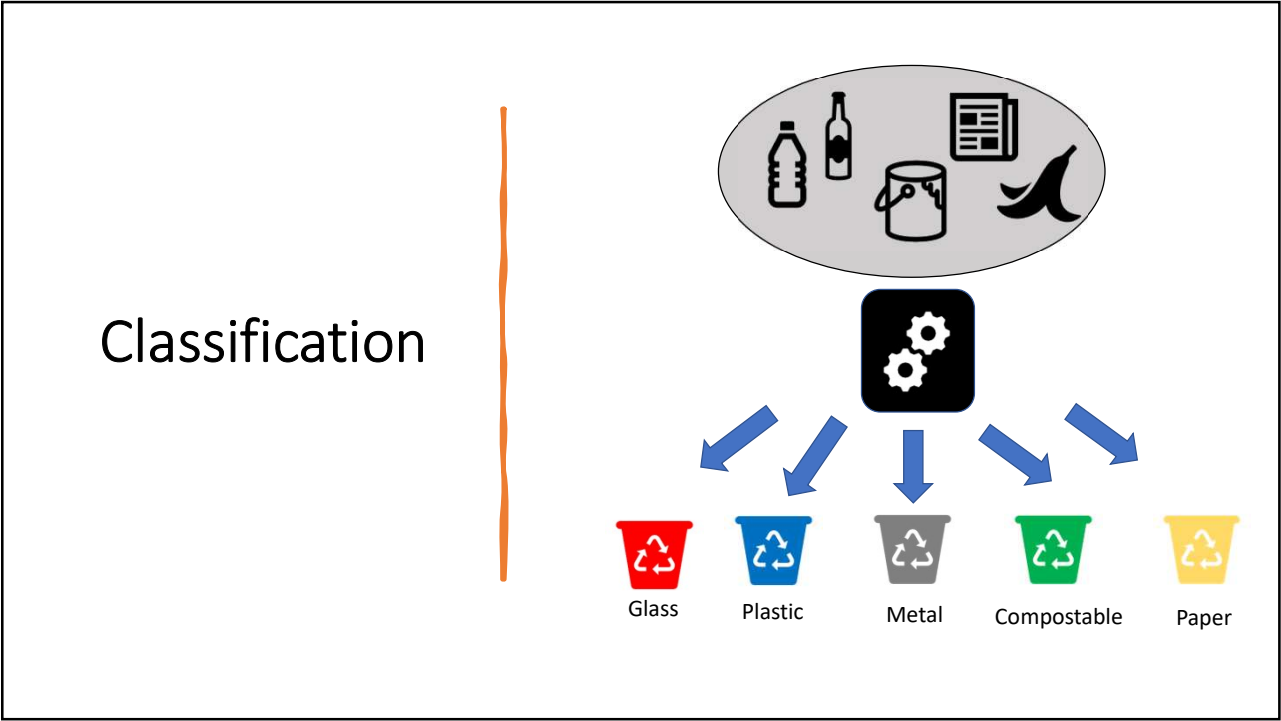 Classification
Glass
Plastic
Metal
Compostable
Paper